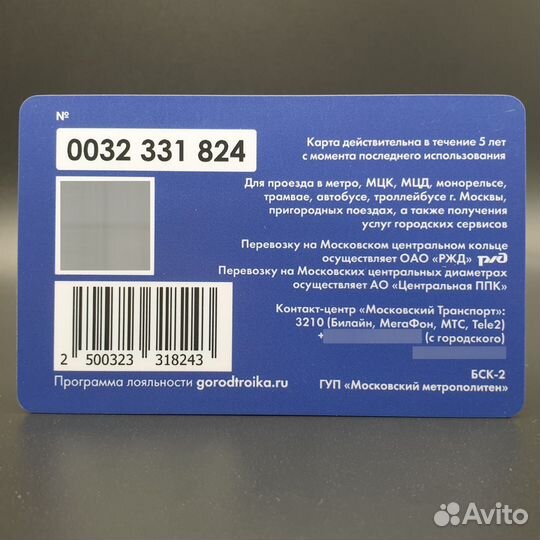 №
0032 331 824
Карта действительна в течение 5 лет
с момента последнего использования
Для проезда в метро, МЦК, МЦД, монорельсе,
трамвае, автобусе, троллейбусе г. Москвы,
пригородных поездах, а также получения
услуг городских сервисов
Перевозку на Московском центральном кольце
осуществляет ОАО «РЖД» РЖД
Перевозку на Московских центральных диаметрах
осуществляет АО «Центральная ППК»
Контакт-центр «Московский Транспорт»:
3210 (Билайн, МегаФон, МТС, Tele2)
+ (с городского)
2 500323 318243
Программа лояльности gorodtroika.ru
БСК-2
ГУП «Московский метрополитен»
Avito